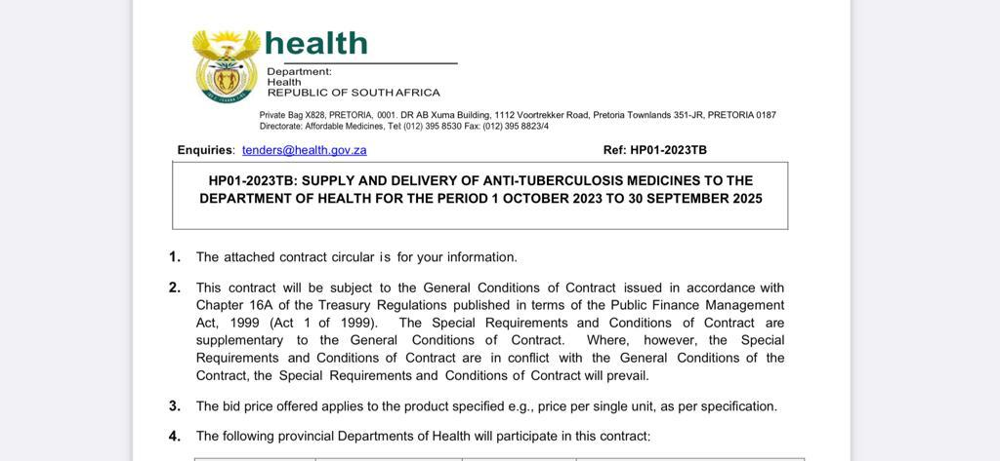 health
Department:
Health
REPUBLIC OF SOUTH AFRICA
Private Bag X828, PRETORIA, 0001. DR AB Xuma Building, 1112 Voortrekker Road, Pretoria Townlands 351-JR, PRETORIA 0187
Directorate: Affordable Medicines, Tel: (012) 395 8530 Fax: (012) 395 8823/4
Enquiries: tenders@health.gov.za Ref: HP01-2023TB
HP01-2023TB: SUPPLY AND DELIVERY OF ANTI-TUBERCULOSIS MEDICINES TO THE
DEPARTMENT OF HEALTH FOR THE PERIOD 1 OCTOBER 2023 TO 30 SEPTEMBER 2025
1. The attached contract circular is for your information.
2. This contract will be subject to the General Conditions of Contract issued in accordance with
Chapter 16A of the Treasury Regulations published in terms of the Public Finance Management
Act, 1999 (Act 1 of 1999). The Special Requirements and Conditions of Contract are
supplementary to the General Conditions of Contract. Where, however, the Special
Requirements and Conditions of Contract are in conflict with the General Conditions of the
Contract, the Special Requirements and Conditions of Contract will prevail.
3. The bid price offered applies to the product specified e.g., price per single unit, as per specification.
4. The following provincial Departments of Health will participate in this contract: